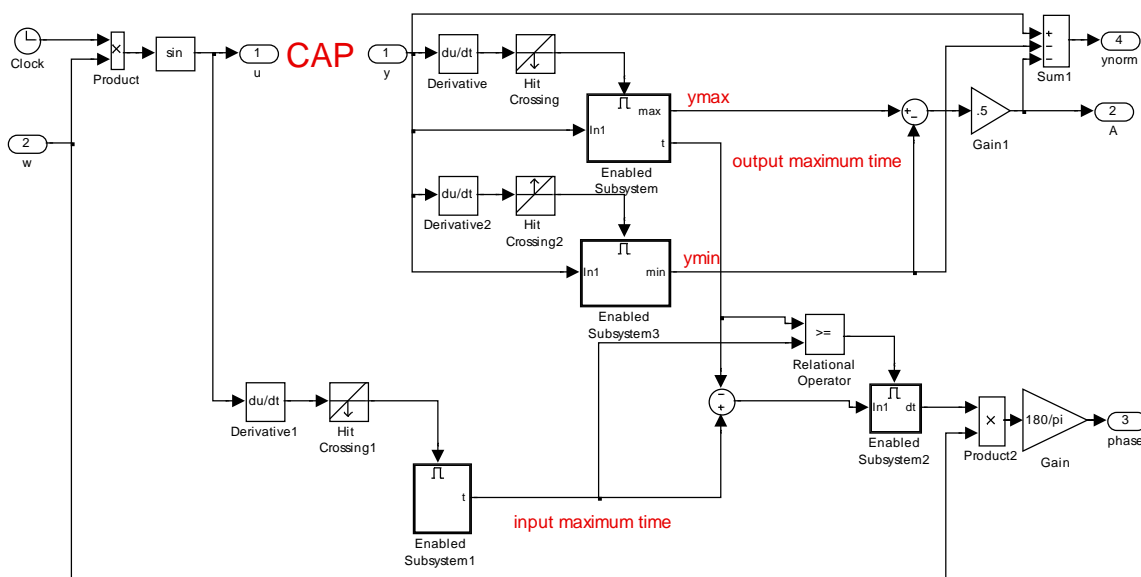 Clock
×
Product
sin
1
u
CAP
1
y
du/dt
Derivative
Hit
Crossing
+
−
−
Sum1
4
ynorm
2
w
In1
max
t
Enabled
Subsystem
ymax
output maximum time
+
−
.5
Gain1
2
A
du/dt
Derivative2
Hit
Crossing2
In1
min
Enabled
Subsystem3
ymin
>=
Relational
Operator
du/dt
Derivative1
Hit
Crossing1
−
+
In1
dt
Enabled
Subsystem2
×
Product2
180/pi
Gain
3
phase
t
Enabled
Subsystem1
input maximum time